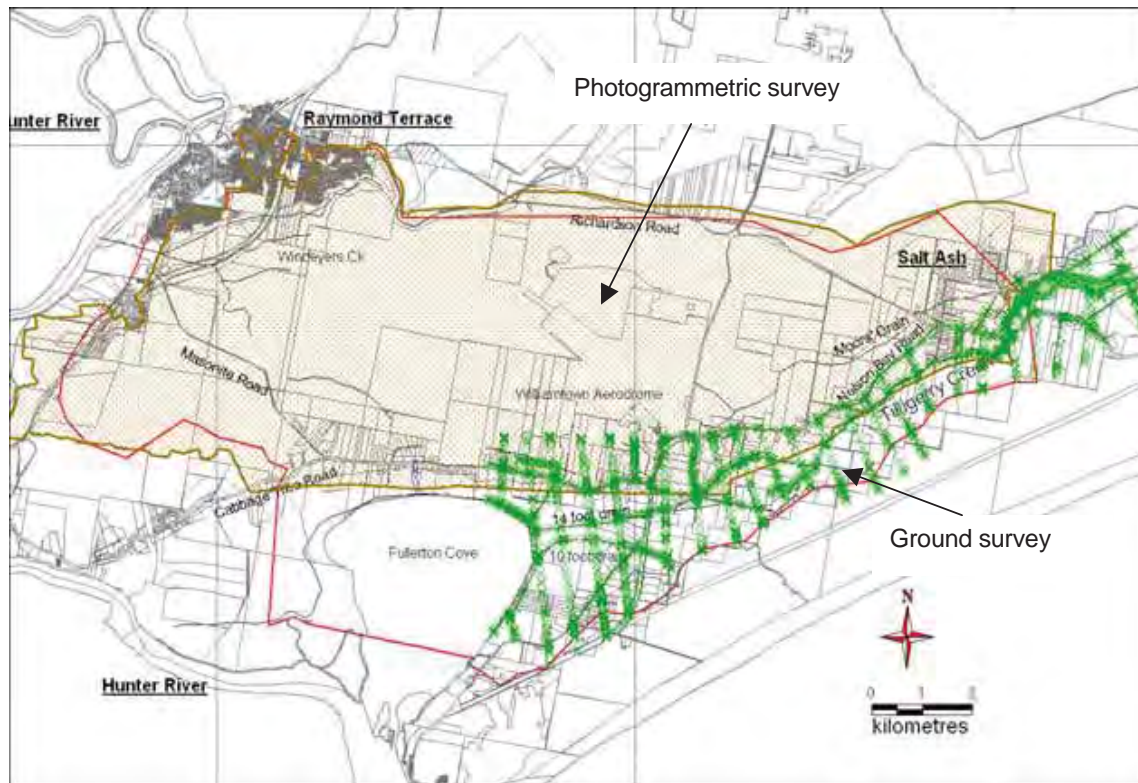 Photogrammetric survey
unter River
Raymond Terrace
Richardson Road
Windeyers Ck
Salt Ash
Moors Drain
Nelson Bay Road
Masonite Road
Williamtown Aerodrome
Tilligerry Creek
Cabbage Tree Road
14 foot drain
Ground survey
Fullerton Cove
10 foot drain
N
Hunter River
0 1 2
kilometres